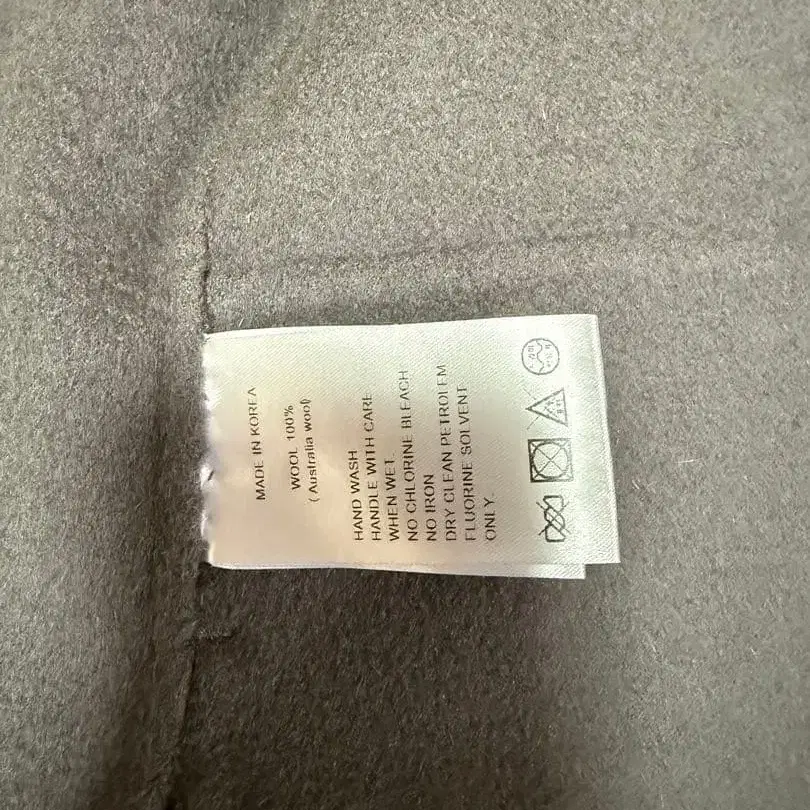 MADE IN KOREA
WOOL 100%
( Australia wool)
HAND WASH
HANDLE WITH CARE
WHEN WET.
NO CHLORINE BLEACH
NO IRON
DRY CLEAN PETROLEM
FLUORINE SOLVENT
ONLY.